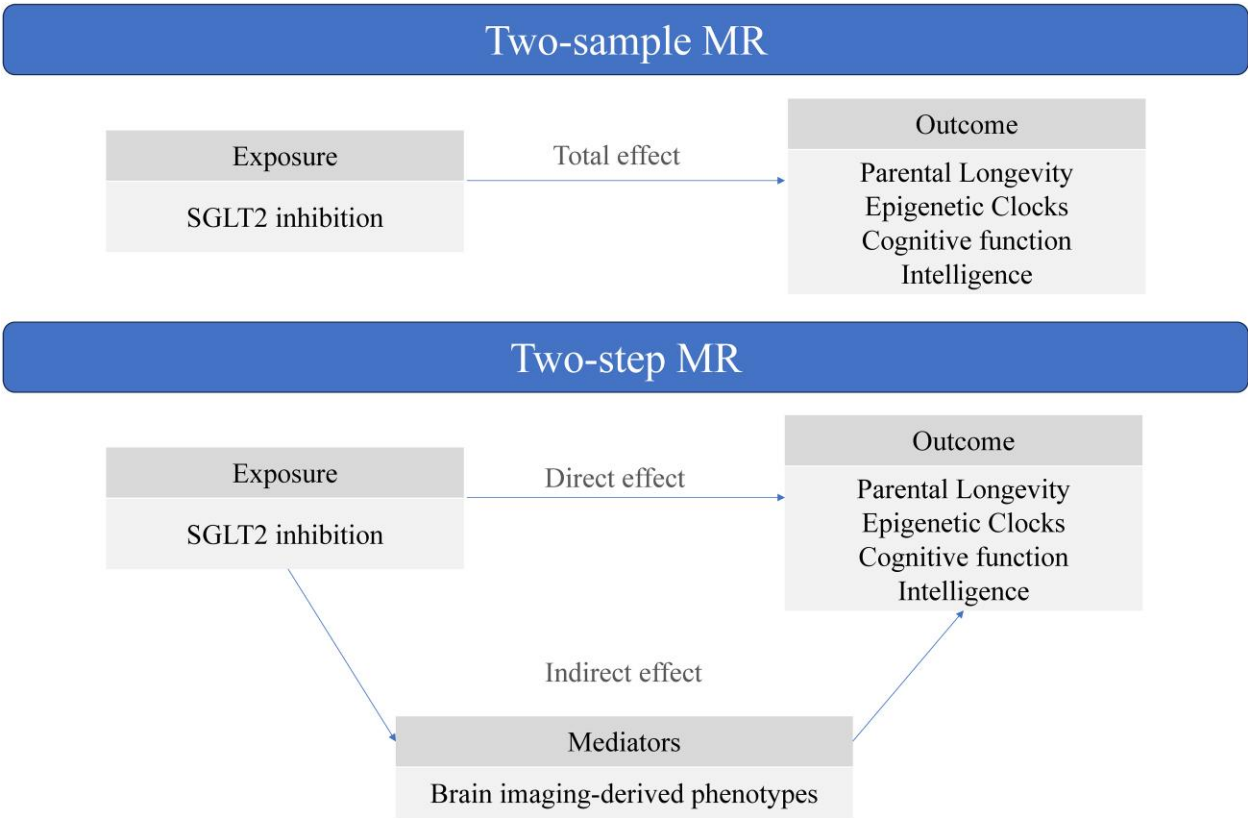 Two-sample MR
Exposure
SGLT2 inhibition
Total effect
Outcome
Parental Longevity
Epigenetic Clocks
Cognitive function
Intelligence
Two-step MR
Exposure
SGLT2 inhibition
Direct effect
Outcome
Parental Longevity
Epigenetic Clocks
Cognitive function
Intelligence
Indirect effect
Mediators
Brain imaging-derived phenotypes